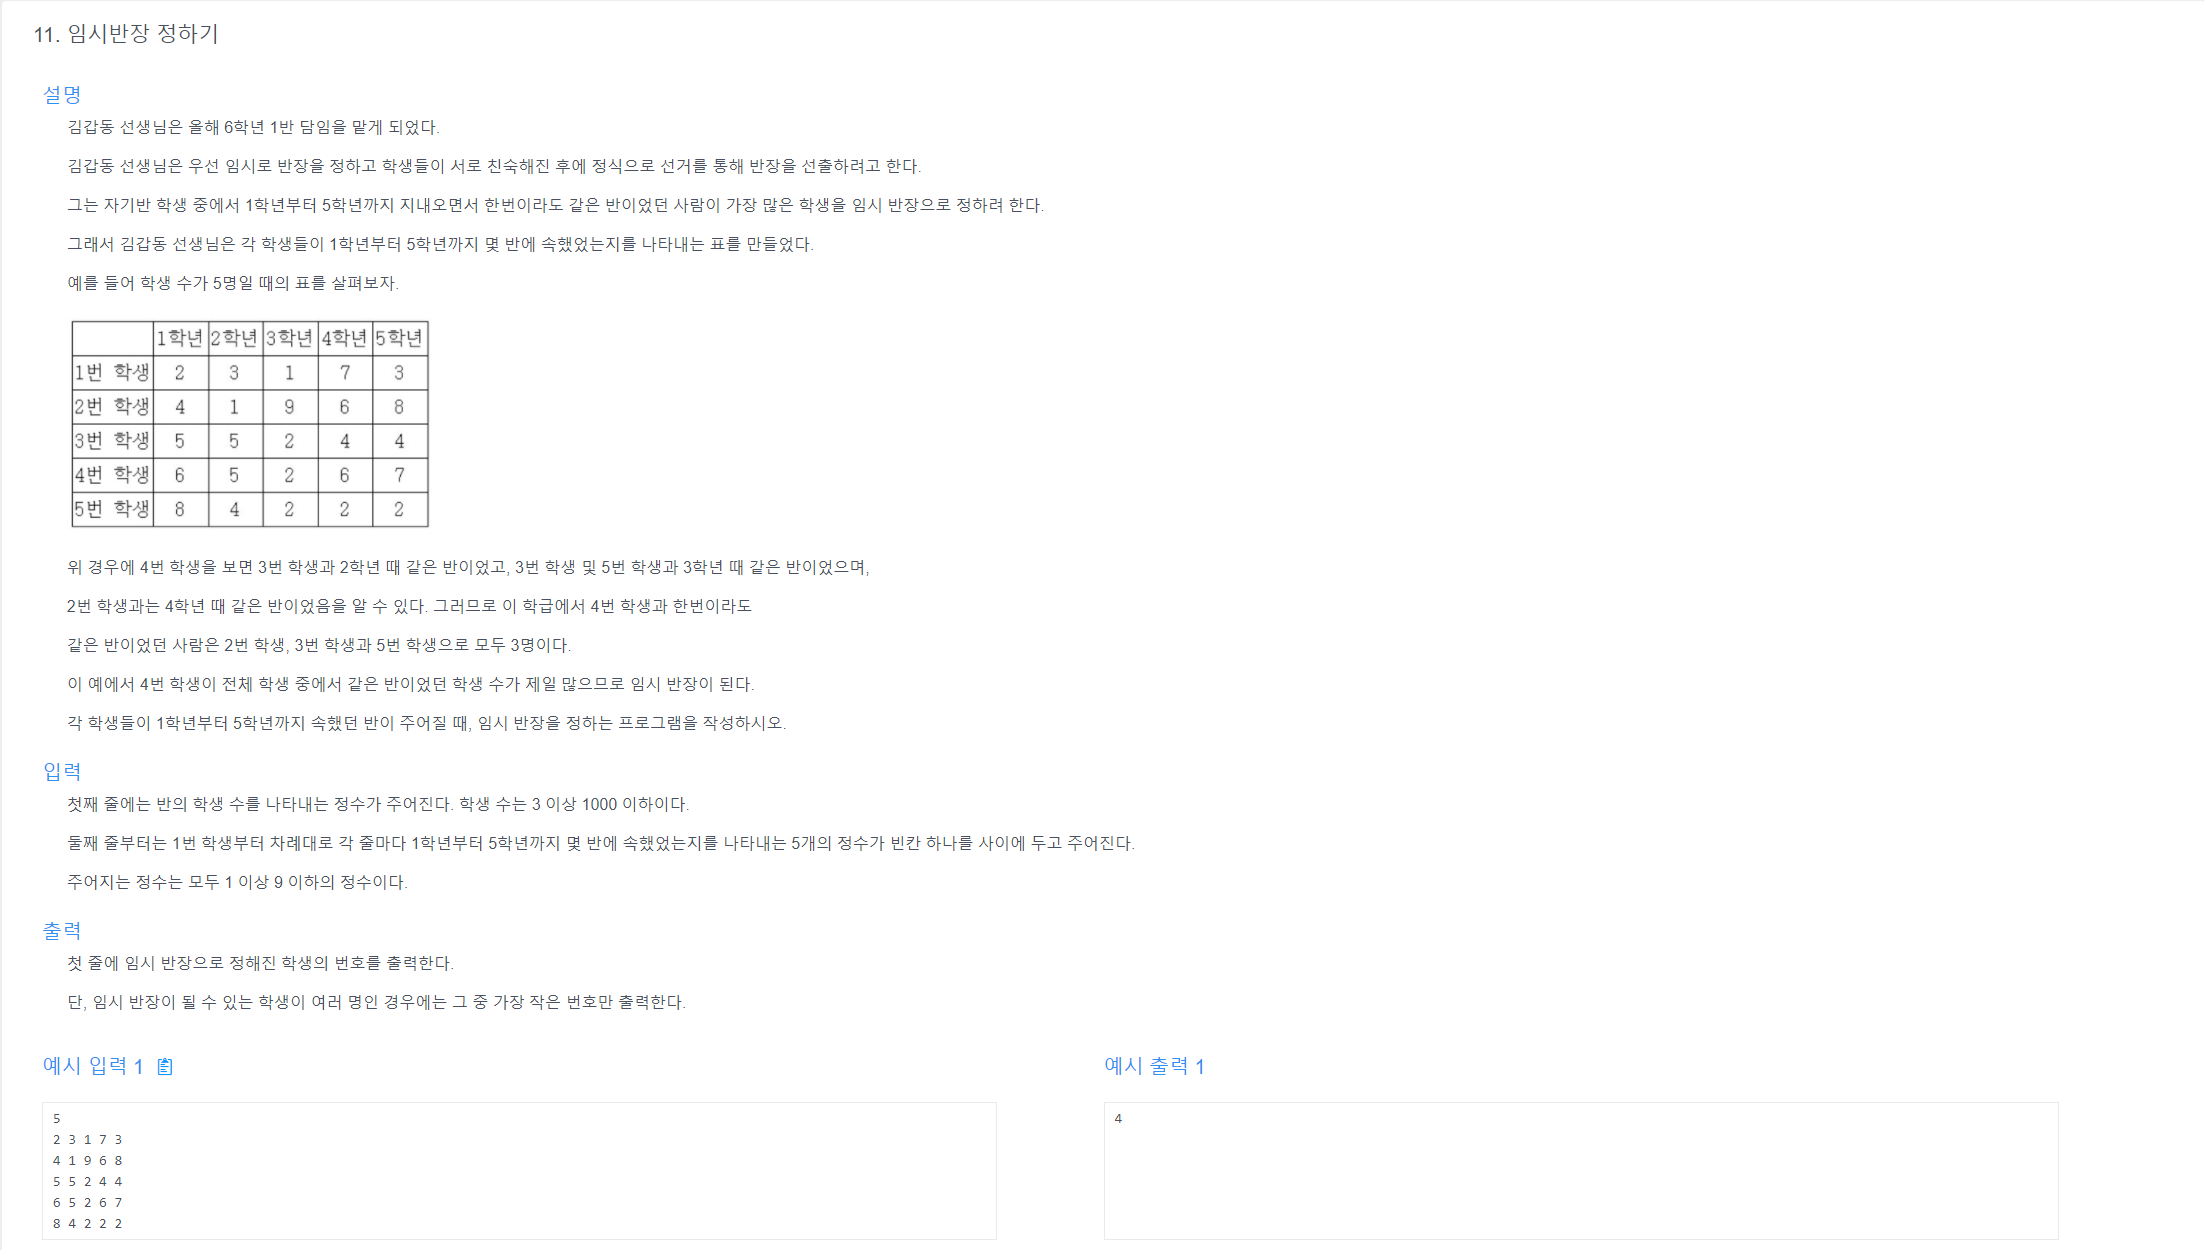 11. 임시반장 정하기
설명
김갑동 선생님은 올해 6학년 1반 담임을 맡게 되었다.
김갑동 선생님은 우선 임시로 반장을 정하고 학생들이 서로 친숙해진 후에 정식으로 선거를 통해 반장을 선출하려고 한다.
그는 자기반 학생 중에서 1학년부터 5학년까지 지내오면서 한번이라도 같은 반이었던 사람이 가장 많은 학생을 임시 반장으로 정하려 한다.
그래서 김갑동 선생님은 각 학생들이 1학년부터 5학년까지 몇 반에 속했었는지를 나타내는 표를 만들었다.
예를 들어 학생 수가 5명일 때의 표를 살펴보자.
1학년 2학년 3학년 4학년 5학년
1번 학생 2 3 1 7 3
2번 학생 4 1 9 6 8
3번 학생 5 5 2 4 4
4번 학생 6 5 2 6 7
5번 학생 8 4 2 2 2
위 경우에 4번 학생을 보면 3번 학생과 2학년 때 같은 반이었고, 3번 학생 및 5번 학생과 3학년 때 같은 반이었으며,
2번 학생과는 4학년 때 같은 반이었음을 알 수 있다. 그러므로 이 학급에서 4번 학생과 한번이라도
같은 반이었던 사람은 2번 학생, 3번 학생과 5번 학생으로 모두 3명이다.
이 예에서 4번 학생이 전체 학생 중에서 같은 반이었던 학생 수가 제일 많으므로 임시 반장이 된다.
각 학생들이 1학년부터 5학년까지 속했던 반이 주어질 때, 임시 반장을 정하는 프로그램을 작성하시오.
입력
첫째 줄에는 반의 학생 수를 나타내는 정수가 주어진다. 학생 수는 3 이상 1000 이하이다.
둘째 줄부터는 1번 학생부터 차례대로 각 줄마다 1학년부터 5학년까지 몇 반에 속했었는지를 나타내는 5개의 정수가 빈칸 하나를 사이에 두고 주어진다.
주어지는 정수는 모두 1 이상 9 이하의 정수이다.
출력
첫 줄에 임시 반장으로 정해진 학생의 번호를 출력한다.
단, 임시 반장이 될 수 있는 학생이 여러 명인 경우에는 그 중 가장 작은 번호만 출력한다.
예시 입력 1
5
2 3 1 7 3
4 1 9 6 8
5 5 2 4 4
6 5 2 6 7
8 4 2 2 2
예시 출력 1
4